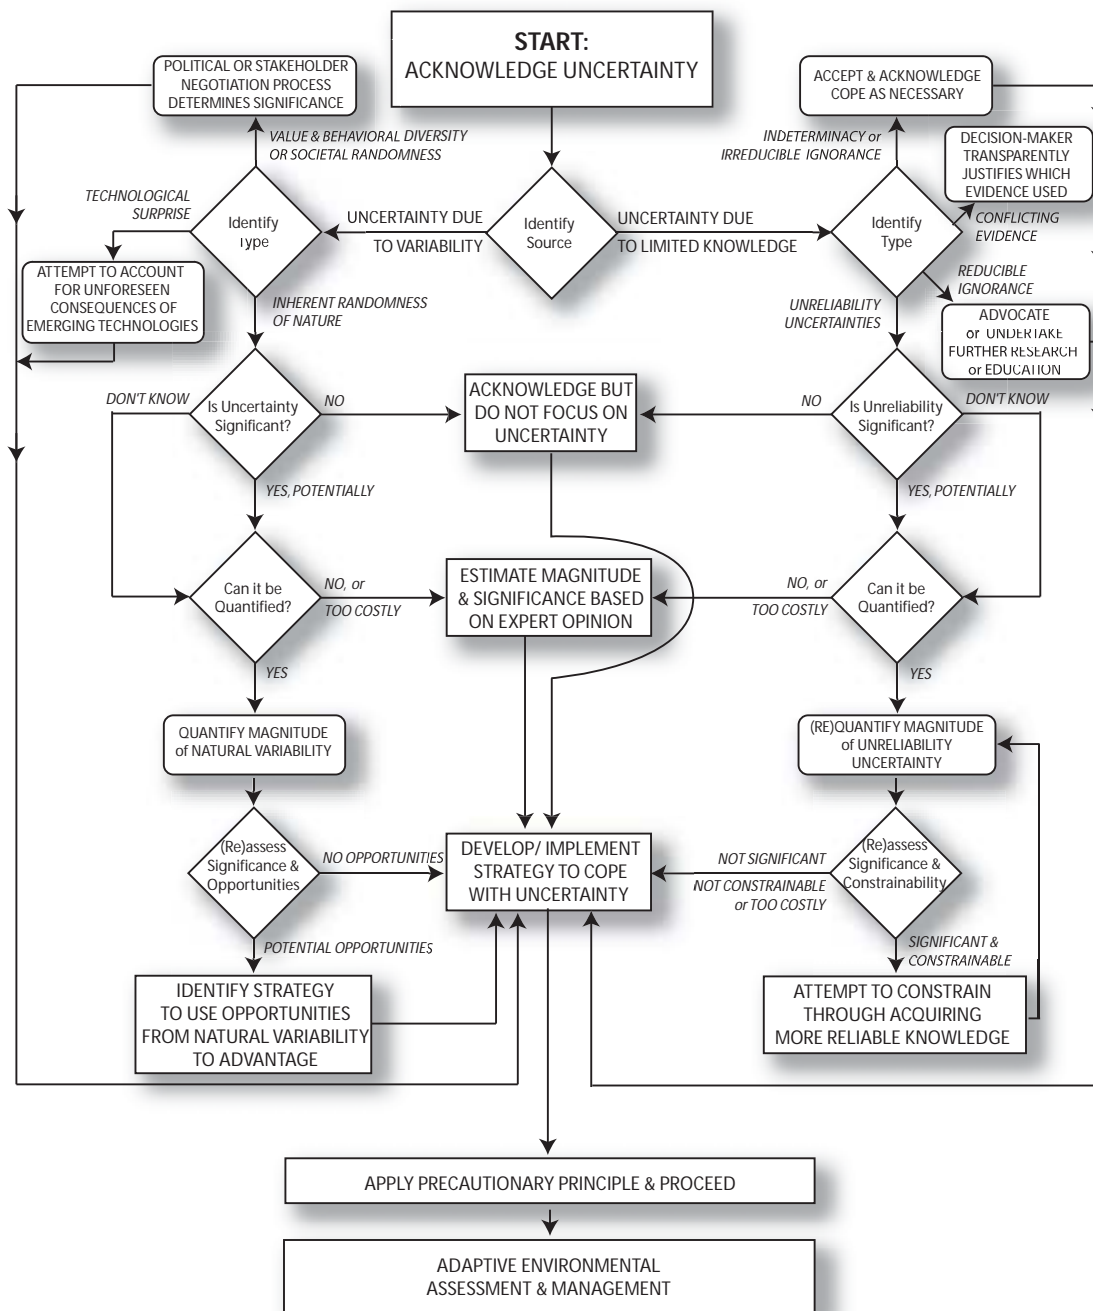 START:
ACKNOWLEDGE UNCERTAINTY
POLITICAL OR STAKEHOLDER
NEGOTIATION PROCESS
DETERMINES SIGNIFICANCE
ACCEPT & ACKNOWLEDGE
COPE AS NECESSARY
VALUE & BEHAVIORAL DIVERSITY
OR SOCIETAL RANDOMNESS
INDETERMINACY or
IRREDUCIBLE IGNORANCE
DECISION-MAKER
TRANSPARENTLY
JUSTIFIES WHICH
EVIDENCE USED
TECHNOLOGICAL
SURPRISE
Identify
Type
UNCERTAINTY DUE
TO VARIABILITY
Identify
Source
UNCERTAINTY DUE
TO LIMITED KNOWLEDGE
Identify
Type
CONFLICTING
EVIDENCE
ATTEMPT TO ACCOUNT
FOR UNFORESEEN
CONSEQUENCES OF
EMERGING TECHNOLOGIES
INHERENT RANDOMNESS
OF NATURE
UNRELIABILITY
UNCERTAINTIES
REDUCIBLE
IGNORANCE
ADVOCATE
or UNDERTAKE
FURTHER RESEARCH
or EDUCATION
DON'T KNOW
Is Uncertainty
Significant?
NO
ACKNOWLEDGE BUT
DO NOT FOCUS ON
UNCERTAINTY
NO
Is Unreliability
Significant?
DON'T KNOW
YES, POTENTIALLY
YES, POTENTIALLY
Can it be
Quantified?
NO, or
TOO COSTLY
ESTIMATE MAGNITUDE
& SIGNIFICANCE BASED
ON EXPERT OPINION
NO, or
TOO COSTLY
Can it be
Quantified?
YES
YES
QUANTIFY MAGNITUDE
of NATURAL VARIABILITY
(RE)QUANTIFY MAGNITUDE
of UNRELIABILITY
UNCERTAINTY
(Re)assess
Significance &
Opportunities
NO OPPORTUNITIES
DEVELOP/ IMPLEMENT
STRATEGY TO COPE
WITH UNCERTAINTY
NOT SIGNIFICANT
NOT CONSTRAINABLE
or TOO COSTLY
(Re)assess
Significance &
Constrainability
POTENTIAL OPPORTUNITIES
SIGNIFICANT &
CONSTRAINABLE
IDENTIFY STRATEGY
TO USE OPPORTUNITIES
FROM NATURAL VARIABILITY
TO ADVANTAGE
ATTEMPT TO CONSTRAIN
THROUGH ACQUIRING
MORE RELIABLE KNOWLEDGE
APPLY PRECAUTIONARY PRINCIPLE & PROCEED
ADAPTIVE ENVIRONMENTAL
ASSESSMENT & MANAGEMENT